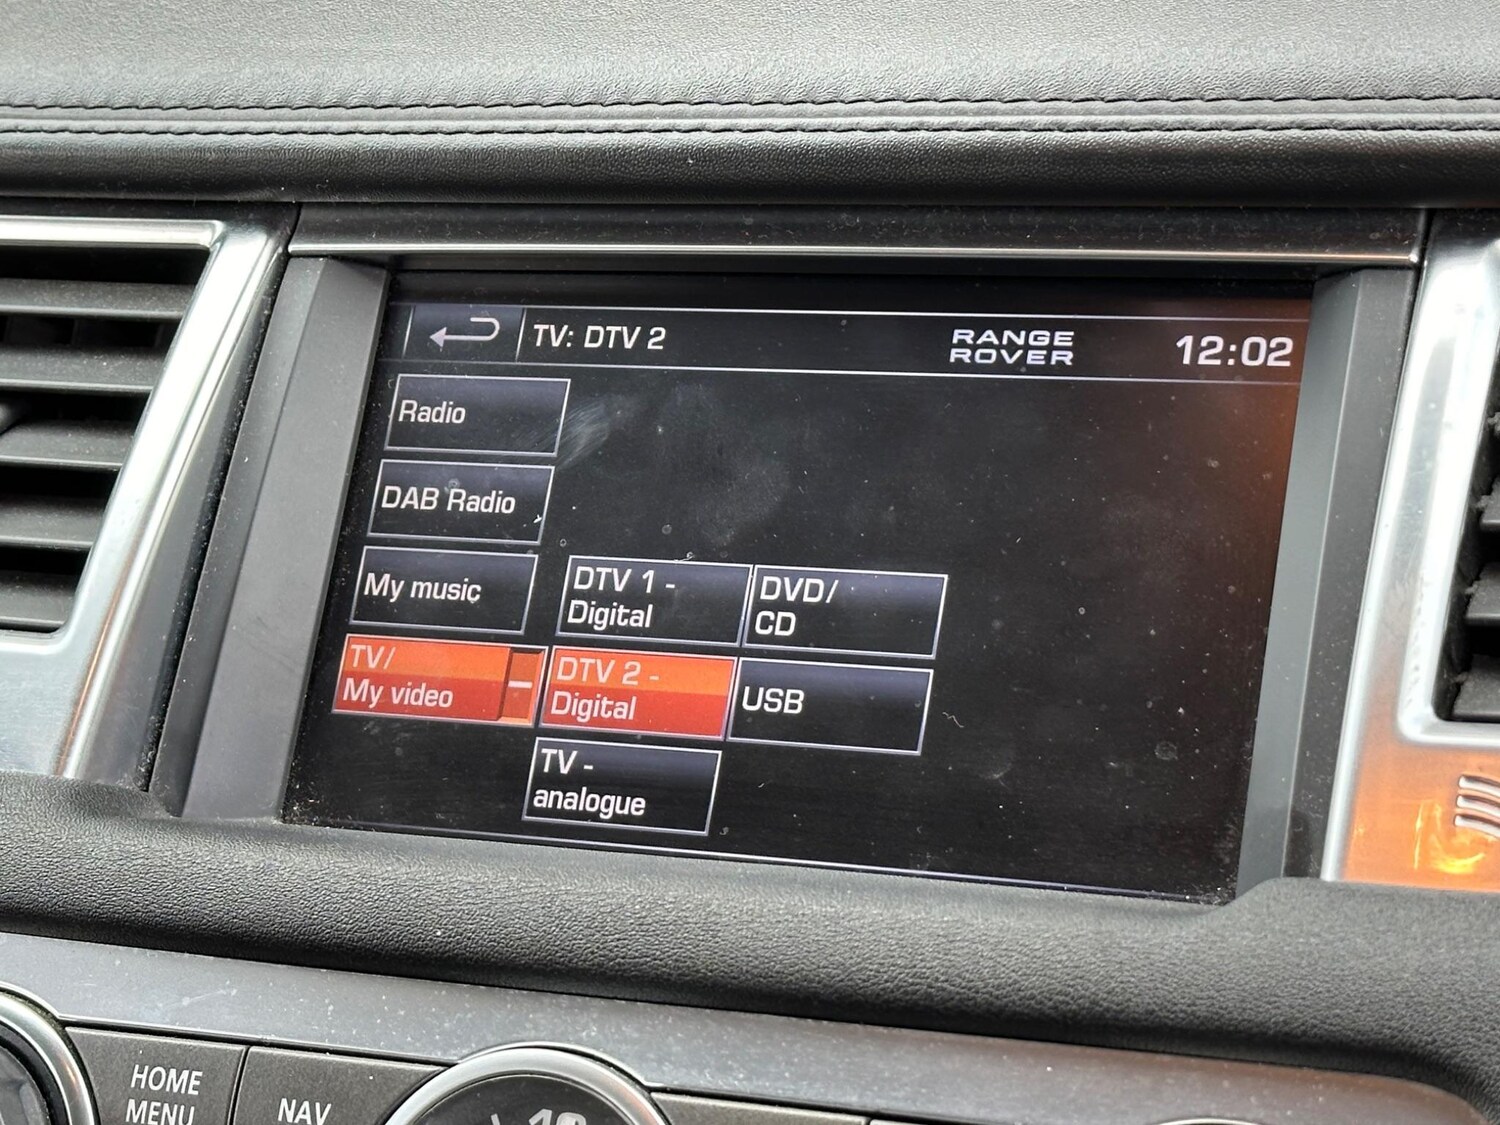 TV: DTV 2
RANGE
ROVER
12:02
Radio
DAB Radio
My music
DTV 1 -
Digital
DVD/
CD
TV/
My video
DTV 2 -
Digital
USB
TV -
analogue
HOME
MENU
NAV